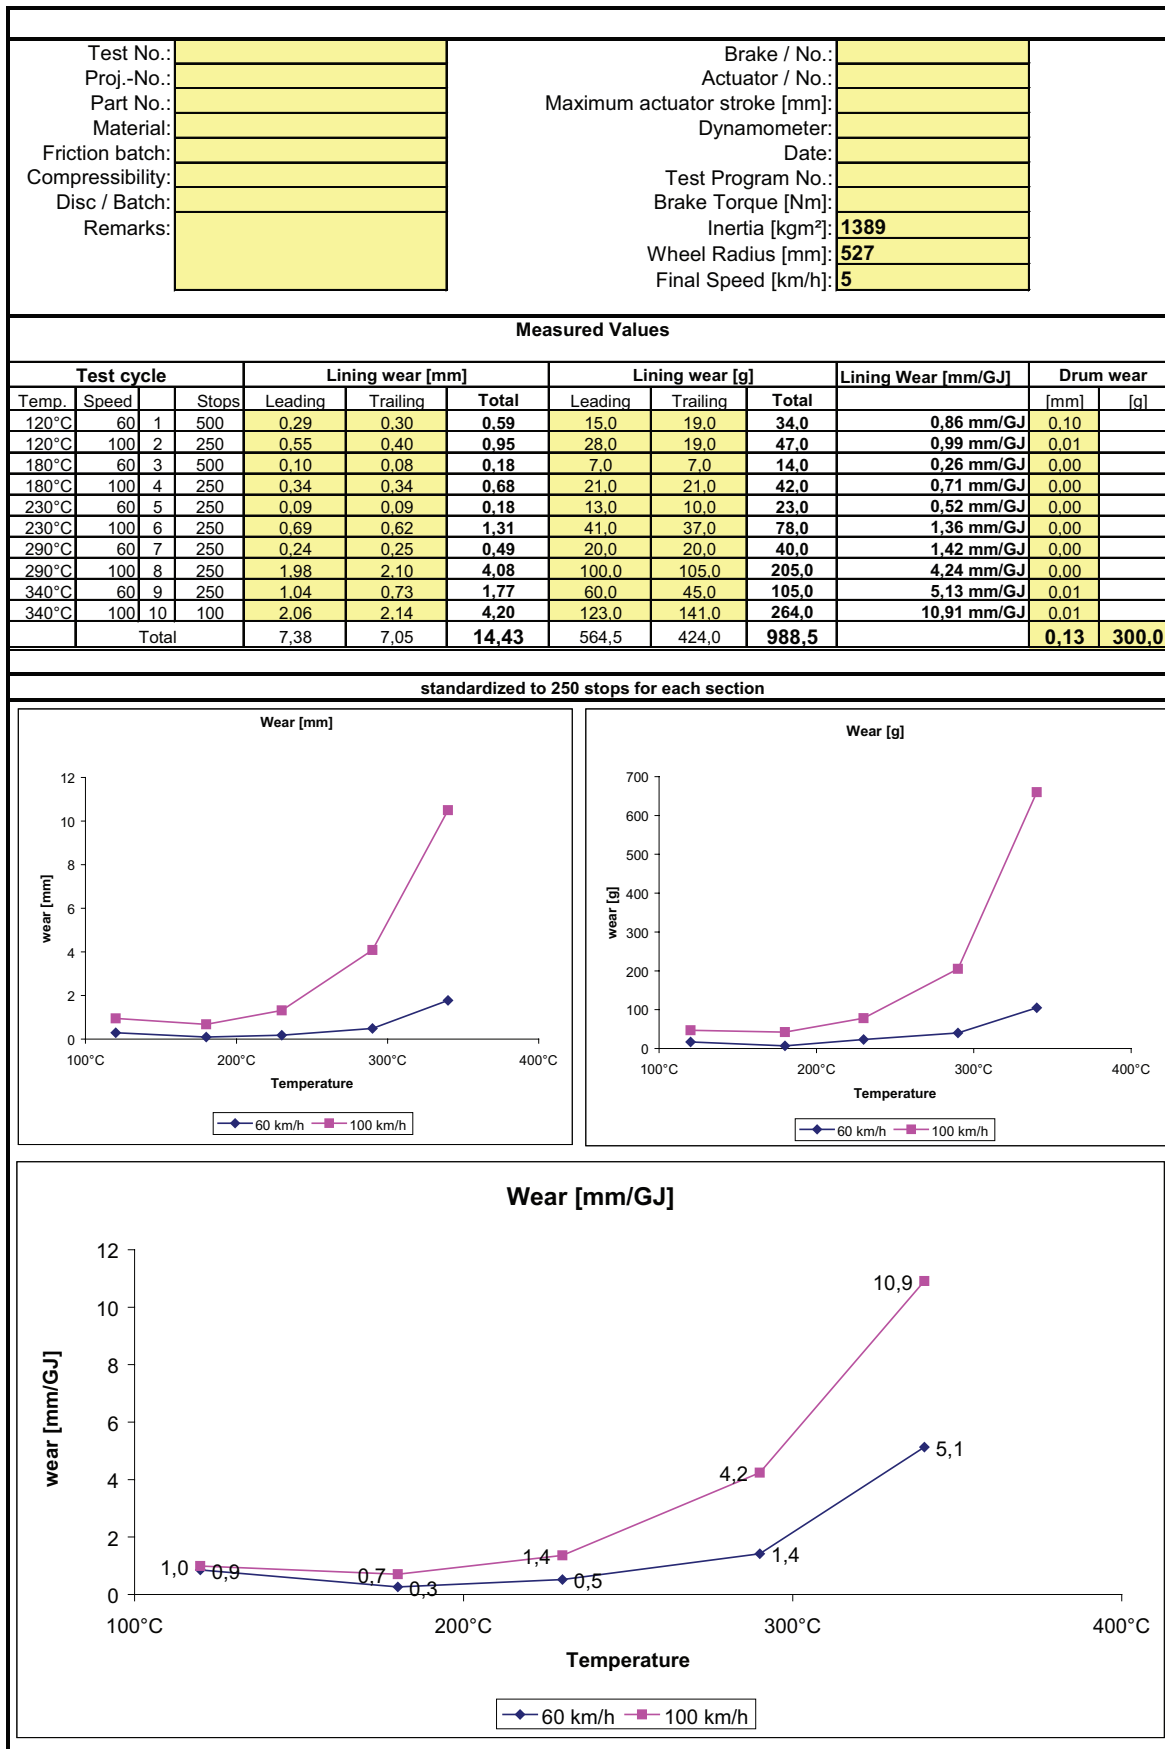 Test No.: Brake / No.:
Proj.-No.: Actuator / No.:
Part No.: Maximum actuator stroke [mm]:
Material: Dynamometer:
Friction batch: Date:
Compressibility: Test Program No.:
Disc / Batch: Brake Torque [Nm]:
Remarks: Inertia [kgm²]: 1389
Wheel Radius [mm]: 527
Final Speed [km/h]: 5
Measured Values
Test cycle Lining wear [mm] Lining wear [g] Lining Wear [mm/GJ] Drum wear
Temp. Speed Stops Leading Trailing Total Leading Trailing Total [mm] [g]
120°C 60 1 500 0,29 0,30 0,59 15,0 19,0 34,0 0,86 mm/GJ 0,10
120°C 100 2 250 0,55 0,40 0,95 28,0 19,0 47,0 0,99 mm/GJ 0,01
180°C 60 3 500 0,10 0,08 0,18 7,0 7,0 14,0 0,26 mm/GJ 0,00
180°C 100 4 250 0,34 0,34 0,68 21,0 21,0 42,0 0,71 mm/GJ 0,00
230°C 60 5 250 0,09 0,09 0,18 13,0 10,0 23,0 0,52 mm/GJ 0,00
230°C 100 6 250 0,69 0,62 1,31 41,0 37,0 78,0 1,36 mm/GJ 0,00
290°C 60 7 250 0,24 0,25 0,49 20,0 20,0 40,0 1,42 mm/GJ 0,00
290°C 100 8 250 1,98 2,10 4,08 100,0 105,0 205,0 4,24 mm/GJ 0,00
340°C 60 9 250 1,04 0,73 1,77 60,0 45,0 105,0 5,13 mm/GJ 0,01
340°C 100 10 100 2,06 2,14 4,20 123,0 141,0 264,0 10,91 mm/GJ 0,01
Total 7,38 7,05 14,43 564,5 424,0 988,5 0,13 300,0
standardized to 250 stops for each section
Wear [mm]
12
10
8
6
4
2
0
wear [mm]
100°C 200°C 300°C 400°C
Temperature
60 km/h 100 km/h
Wear [g]
700
600
500
400
300
200
100
0
wear [g]
100°C 200°C 300°C 400°C
Temperature
60 km/h 100 km/h
Wear [mm/GJ]
12
10
8
6
4
2
0
wear [mm/GJ]
10,9
5,1
4,2
1,4
1,4
0,5
0,7
0,3
1,0
0,9
100°C 200°C 300°C 400°C
Temperature
60 km/h 100 km/h